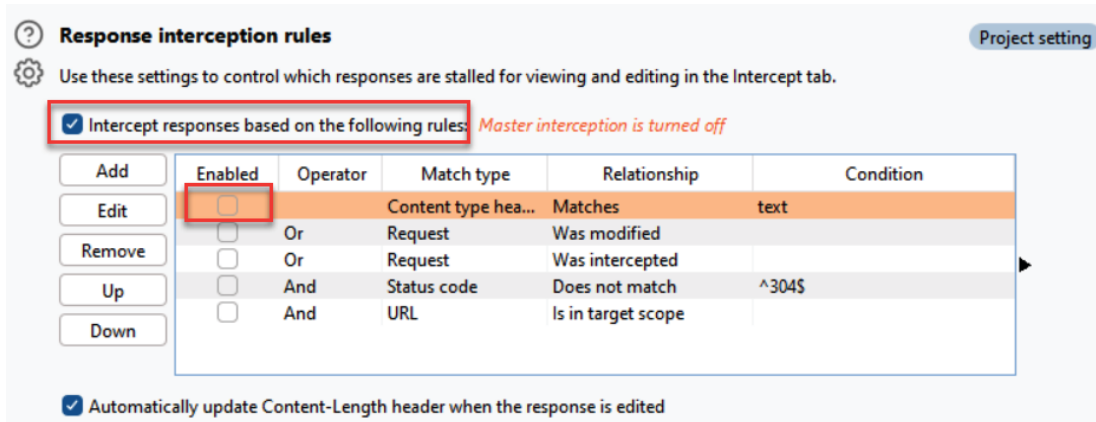 Response interception rules
Project setting
Use these settings to control which responses are stalled for viewing and editing in the Intercept tab.
Intercept responses based on the following rules: Master interception is turned off
Add
Edit
Remove
Up
Down
Enabled Operator Match type Relationship Condition
Content type hea... Matches text
Or Request Was modified
Or Request Was intercepted
And Status code Does not match ^304$
And URL Is in target scope
Automatically update Content-Length header when the response is edited